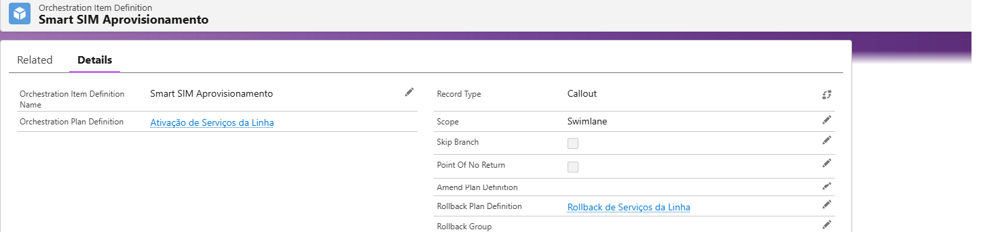 Orchestration Item Definition
Smart SIM Aprovisionamento
Related
Details
Orchestration Item Definition
Name
Smart SIM Aprovisionamento
Orchestration Plan Definition
Ativação de Serviços da Linha
Record Type
Callout
Scope
Swimlane
Skip Branch
Point Of No Return
Amend Plan Definition
Rollback Plan Definition
Rollback de Serviços da Linha
Rollback Group